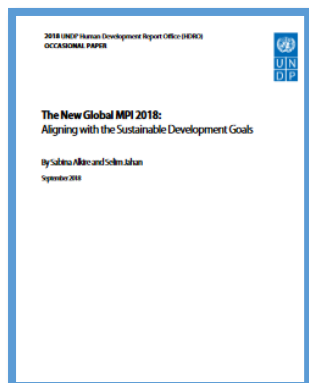 2018 UNDP Human Development Report Office (HDRO)
OCCASIONAL PAPER
U N
D P
The New Global MPI 2018:
Aligning with the Sustainable Development Goals
By Sabina Alkire and Selim Jahan
September 2018